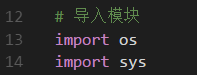 12 # 导入模块
13 import os
14 import sys